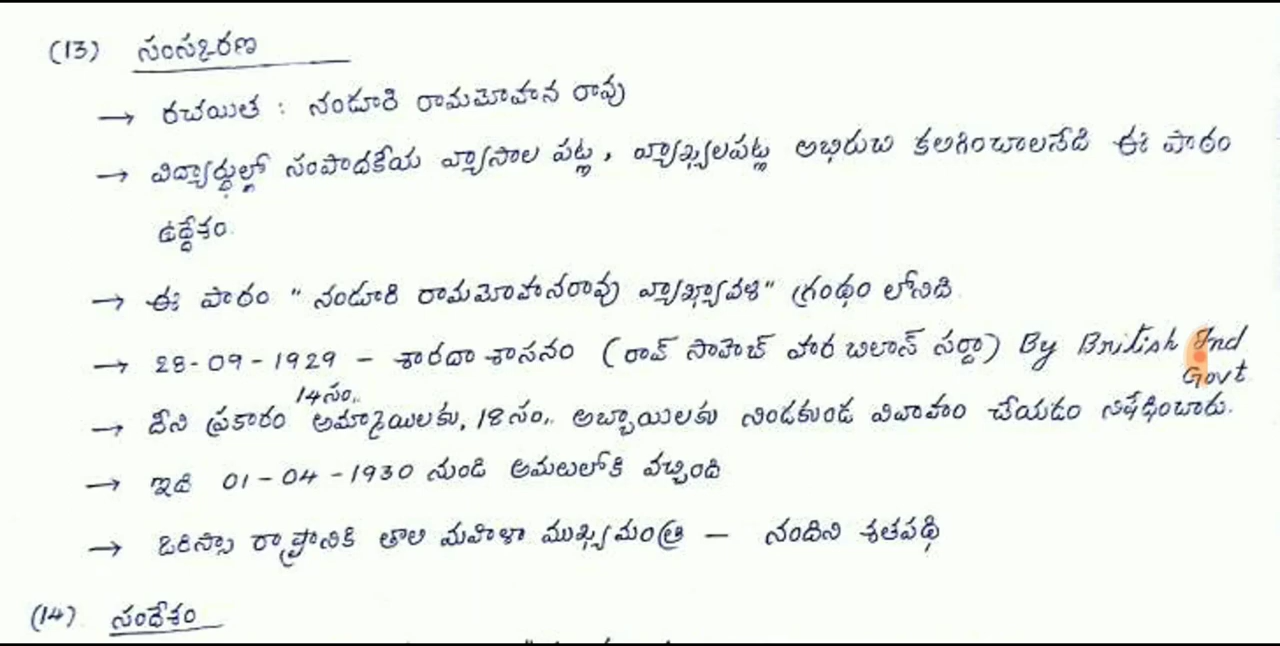 (13) సంస్కరణ
→ రచయిత : నండూరి రామమోహన రావు
→ విద్యార్థుల్లో సంపాదకీయ వ్యాసాల పట్ల, వ్యాఖ్యలపట్ల అభిరుచి కలిగించాలనేది ఈ పాఠం
ఉద్దేశం.
→ ఈ పాఠం "నండూరి రామమోహనరావు వ్యాఖ్యావళి" గ్రంథం లోనిది.
→ 28-09-1929 - శారదా శాసనం (రావ్ సాహెబ్ హర బిలాస్ సర్దా) By British Ind
Govt
14సం,,
→ దీని ప్రకారం అమ్మాయిలకు, 18 సం,, అబ్బాయిలకు నిండకుండ వివాహం చేయడం నిషేధించారు.
→ ఇది 01-04-1930 నుండి అమలులోకి వచ్చింది
→ ఒరిస్సా రాష్ట్రానికి తొలి మహిళా ముఖ్యమంత్రి - నందిని శతపథి
(14) సందేశం